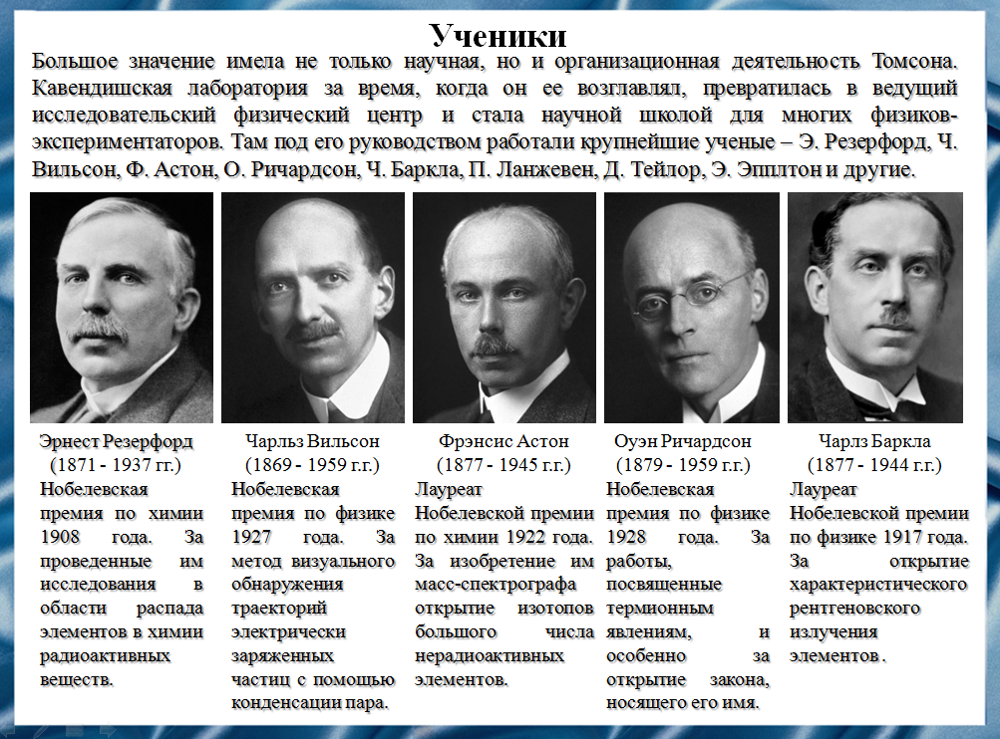 Ученики
Большое значение имела не только научная, но и организационная деятельность Томсона.
Кавендишская лаборатория за время, когда он ее возглавлял, превратилась в ведущий
исследовательский физический центр и стала научной школой для многих физиков-
экспериментаторов. Там под его руководством работали крупнейшие ученые – Э. Резерфорд, Ч.
Вильсон, Ф. Астон, О. Ричардсон, Ч. Баркла, П. Ланжевен, Д. Тейлор, Э. Эпплтон и другие.
Эрнест Резерфорд
(1871 - 1937 гг.)
Нобелевская
премия по химии
1908 года. За
проведенные им
исследования в
области распада
элементов в химии
радиоактивных
веществ.
Чарльз Вильсон
(1869 - 1959 г.г.)
Нобелевская
премия по физике
1927 года. За
метод визуального
обнаружения
траекторий
электрически
заряженных
частиц с помощью
конденсации пара.
Фрэнсис Астон
(1877 - 1945 г.г.)
Лауреат
Нобелевской премии
по химии 1922 года.
За изобретение им
масс-спектрографа
открытие изотопов
большого числа
нерадиоактивных
элементов.
Оуэн Ричардсон
(1879 - 1959 г.г.)
Нобелевская
премия по физике
1928 года. За
работы,
посвященные
термионным
явлениям, и
особенно за
открытие закона,
носящего его имя.
Чарлз Баркла
(1877 - 1944 г.г.)
Лауреат
Нобелевской премии
по физике 1917 года.
За открытие
характеристического
рентгеновского
излучения
элементов .